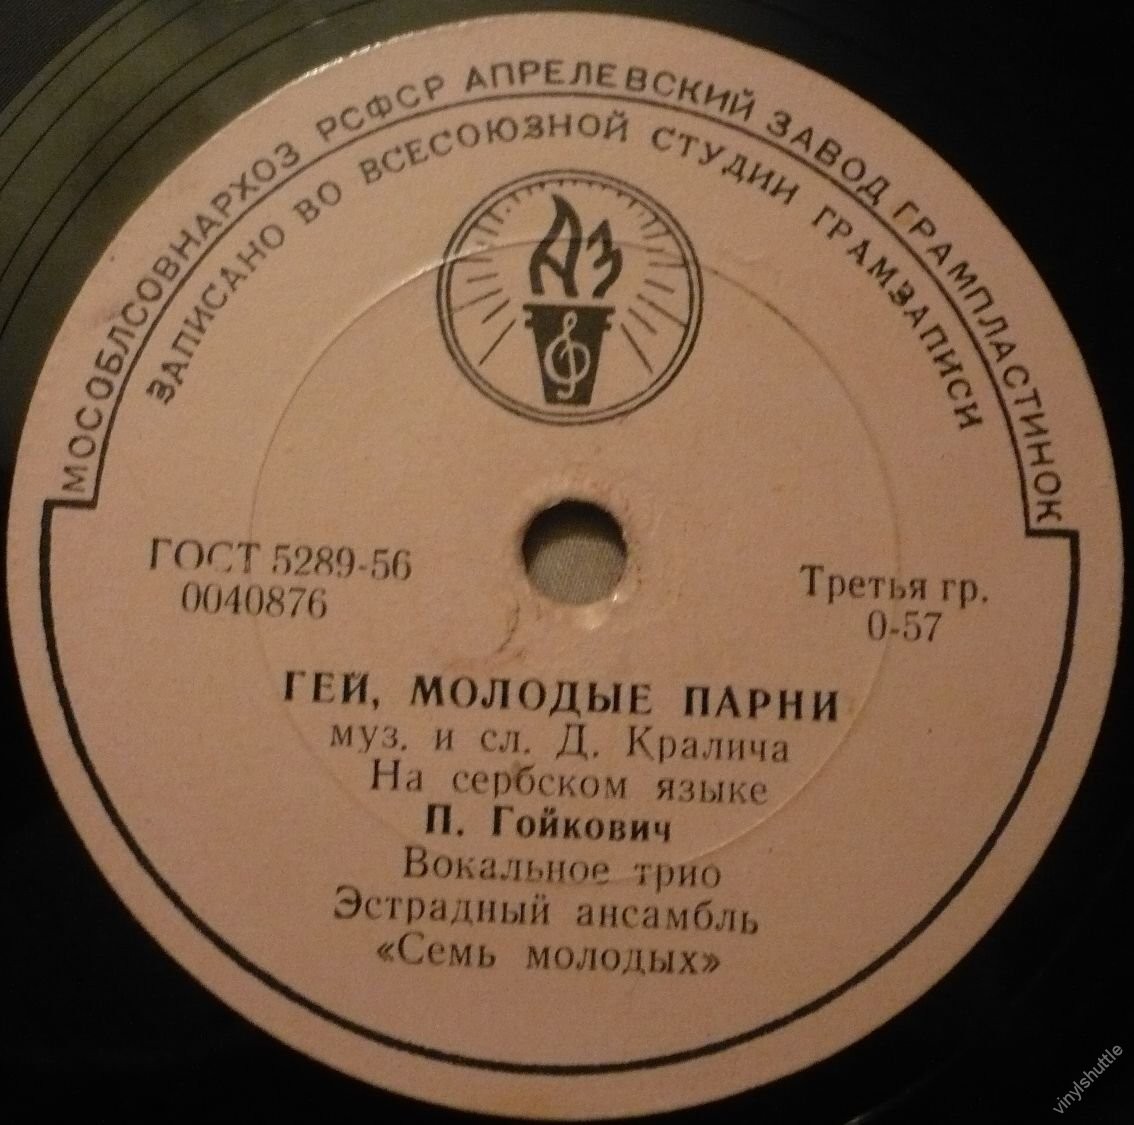 МОСОБЛСОВНАРХОЗ РСФСР АПРЕЛЕВСКИЙ ЗАВОД ГРАМПЛАСТИНОК
ЗАПИСАНО ВО ВСЕСОЮЗНОЙ СТУДИИ ГРАМЗАПИСИ
АЗ
ГОСТ 5289-56
0040876
Третья гр.
0-57
ГЕЙ, МОЛОДЫЕ ПАРНИ
муз. и сл. Д. Кралича
На сербском языке
П. Гойкович
Вокальное трио
Эстрадный ансамбль
«Семь молодых»
vinylshuttle